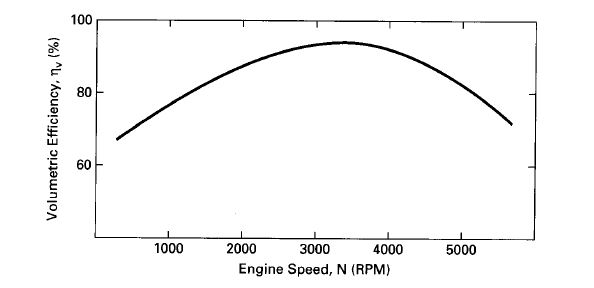 100
80
60
Volumetric Efficiency, ηv (%)
1000 2000 3000 4000 5000
Engine Speed, N (RPM)